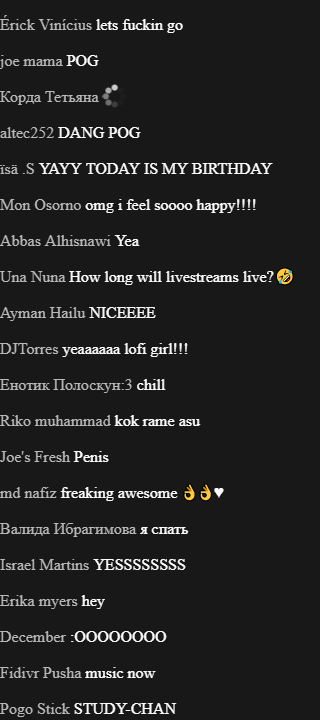 Érick Vinícius lets fuckin go
joe mama POG
Корда Тетьяна
altec252 DANG POG
ïsä .S YAYY TODAY IS MY BIRTHDAY
Mon Osorno omg i feel soooo happy!!!!
Abbas Alhisnawi Yea
Una Nuna How long will livestreams live? 🤣
Ayman Hailu NICEEEE
DJTorres yeaaaaaa lofi girl!!!
Енотик Полоскун:3 chill
Riko muhammad kok rame asu
Joe's Fresh Penis
md nafiz freaking awesome 👌👌♥
Валида Ибрагимова я спать
Israel Martins YESSSSSSSS
Erika myers hey
December :OOOOOOOO
Fidivr Pusha music now
Pogo Stick STUDY-CHAN